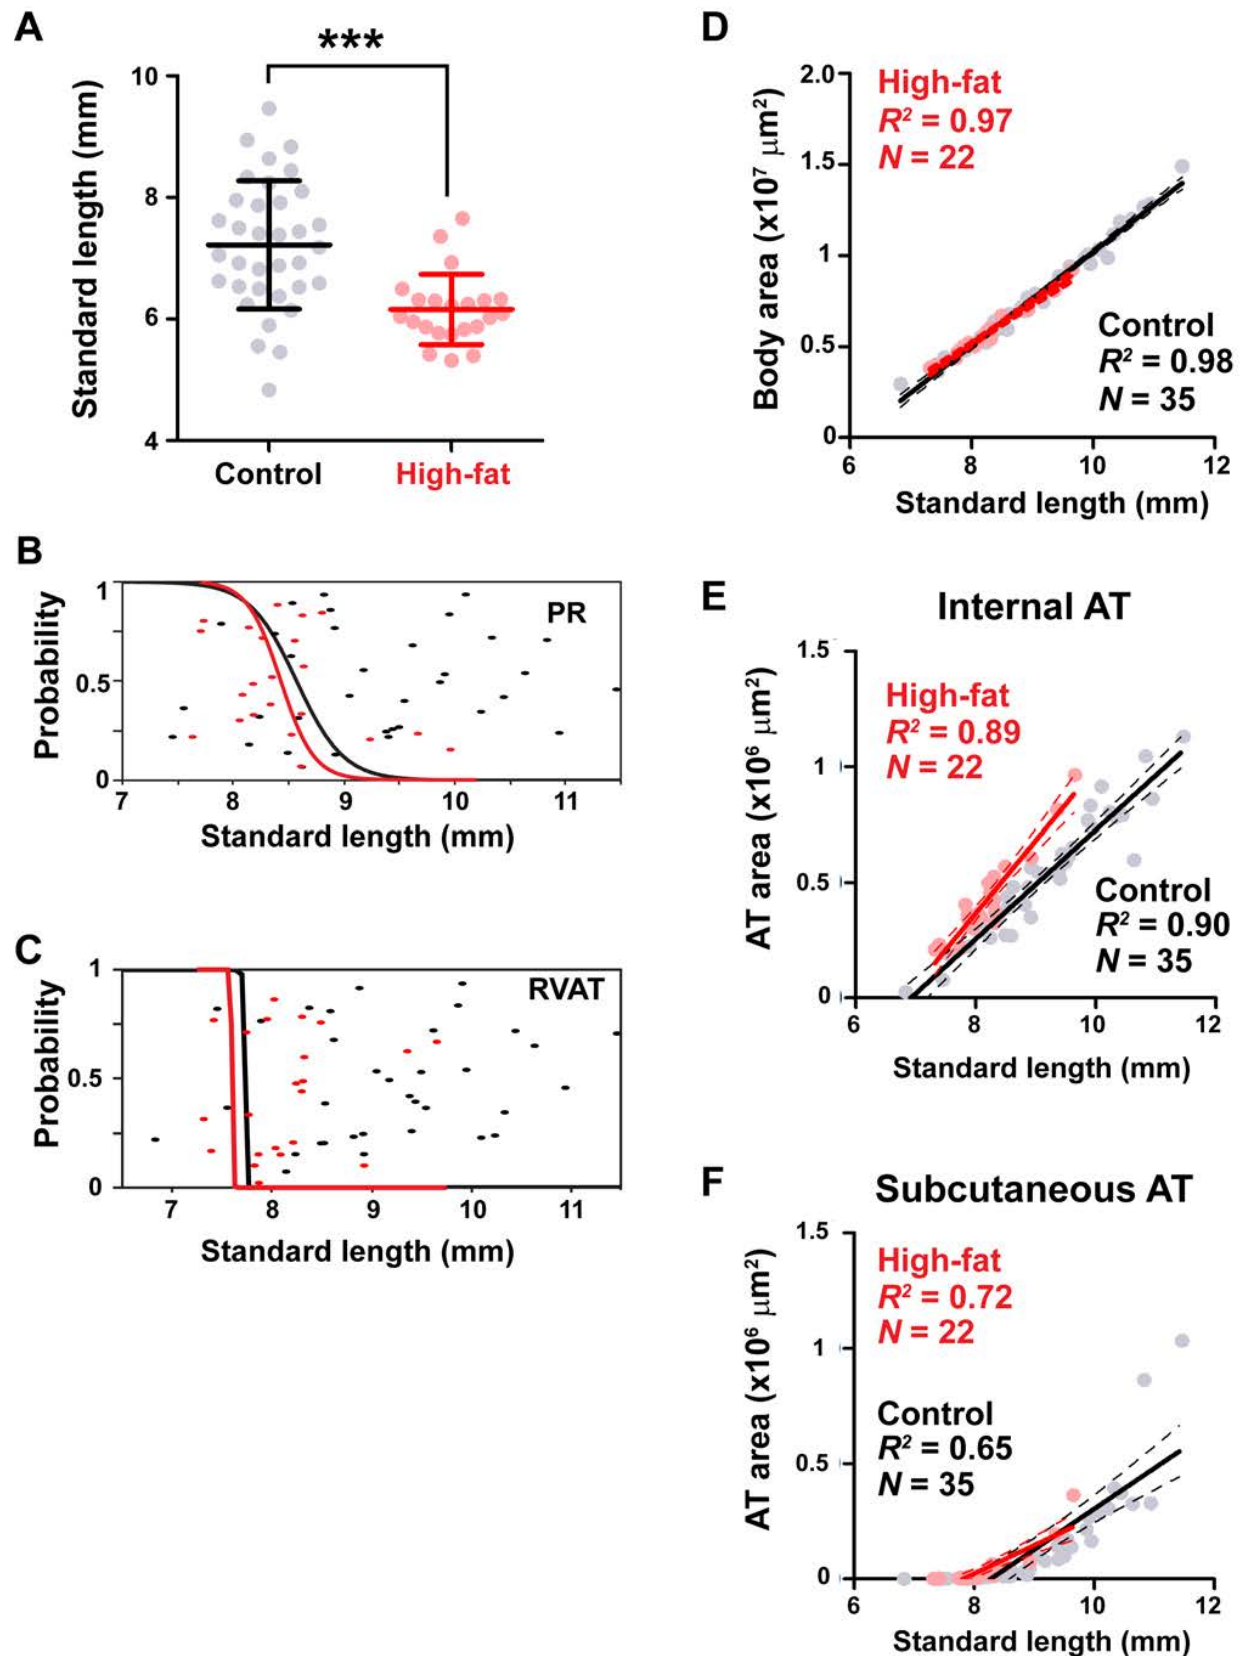 A
***
Standard length (mm)
10
8
6
4
Control
High-fat
B
Probability
1
0.5
0
PR
7
8
9
10
11
Standard length (mm)
C
Probability
1
0.5
0
RVAT
7
8
9
10
11
Standard length (mm)
D
Body area (x10⁷ µm²)
2.0
1.5
1
0.5
0
High-fat
R² = 0.97
N = 22
Control
R² = 0.98
N = 35
6
8
10
12
Standard length (mm)
E
Internal AT
AT area (x10⁶ µm²)
1.5
1
0.5
0
High-fat
R² = 0.89
N = 22
Control
R² = 0.90
N = 35
6
8
10
12
Standard length (mm)
F
Subcutaneous AT
AT area (x10⁶ µm²)
1.5
1
0.5
0
High-fat
R² = 0.72
N = 22
Control
R² = 0.65
N = 35
6
8
10
12
Standard length (mm)